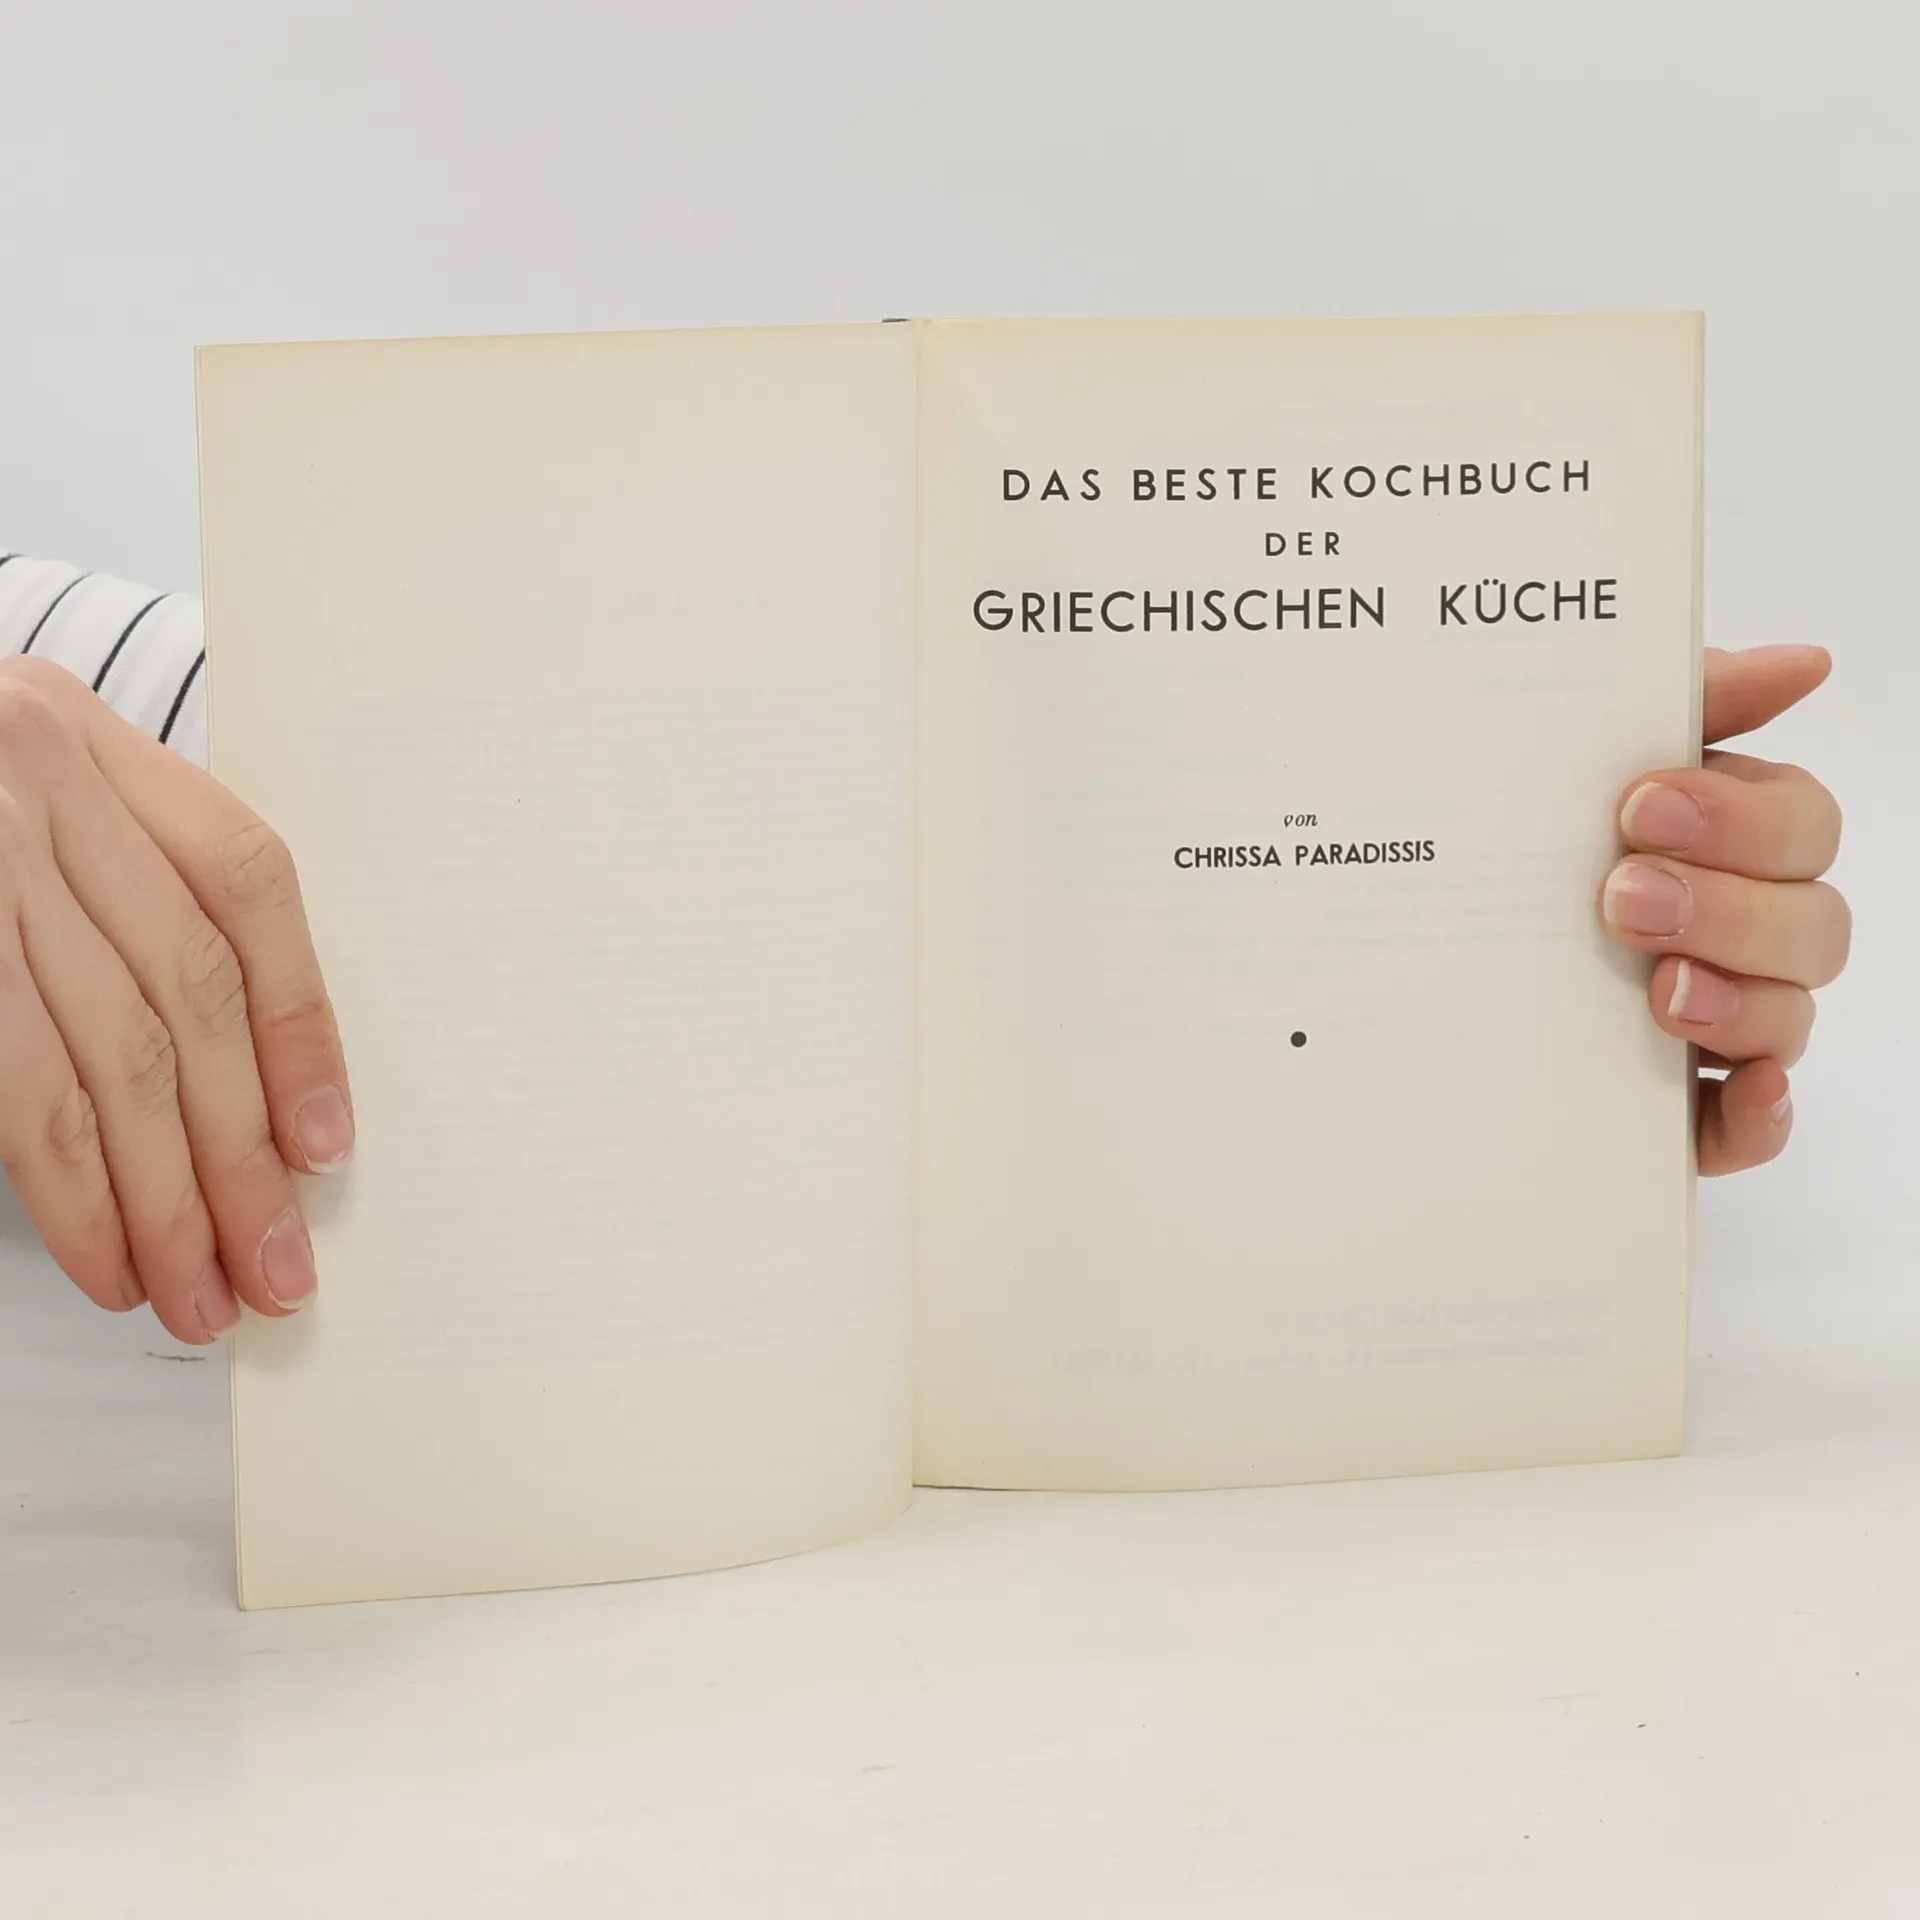 DAS BESTE KOCHBUCH
DER
GRIECHISCHEN KÜCHE
von
CHRISSA PARADISSIS